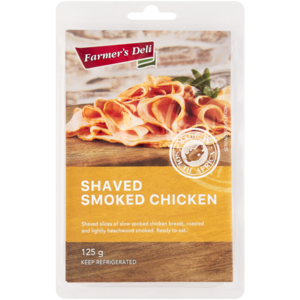 Farmer's Deli
SHAVED
SMOKED CHICKEN
Shaved slices of slow cooked chicken breast, roasted
and lightly beechwood smoked. Ready to eat.
125 g
KEEP REFRIGERATED